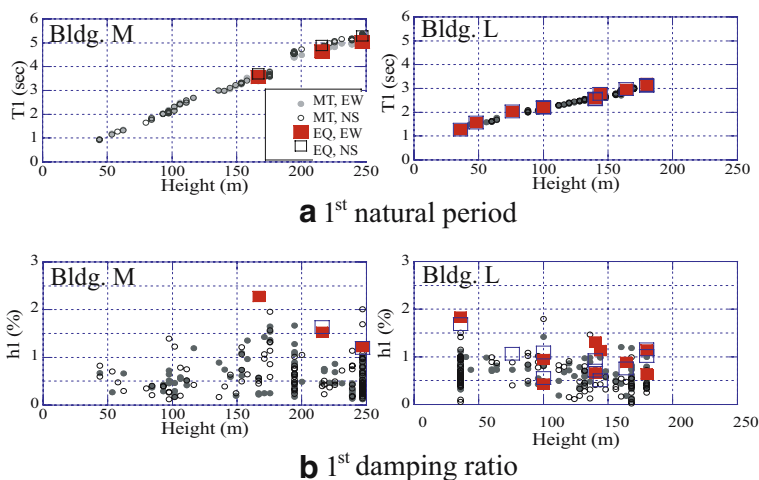 Bldg. M
Bldg. L
T1 (sec)
6
5
4
3
2
1
0
0 50 100 150 200 250
Height (m)
MT, EW
MT, NS
EQ, EW
EQ, NS
T1 (sec)
6
5
4
3
2
1
0
0 50 100 150 200 250
Height (m)
a 1st natural period
Bldg. M
Bldg. L
h1 (%)
3
2
1
0
0 50 100 150 200 250
Height (m)
h1 (%)
3
2
1
0
0 50 100 150 200 250
Height (m)
b 1st damping ratio